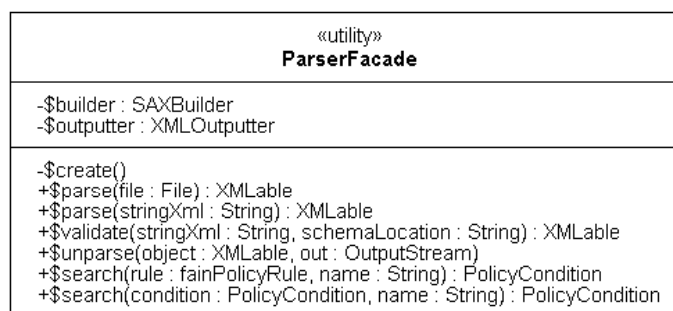 «utility»
ParserFacade
-$builder : SAXBuilder
-$outputter : XMLOutputter
-$create()
+$parse(file : File) : XMLable
+$parse(stringXml : String) : XMLable
+$validate(stringXml : String, schemaLocation : String) : XMLable
+$unparse(object : XMLable, out : OutputStream)
+$search(rule : fainPolicyRule, name : String) : PolicyCondition
+$search(condition : PolicyCondition, name : String) : PolicyCondition